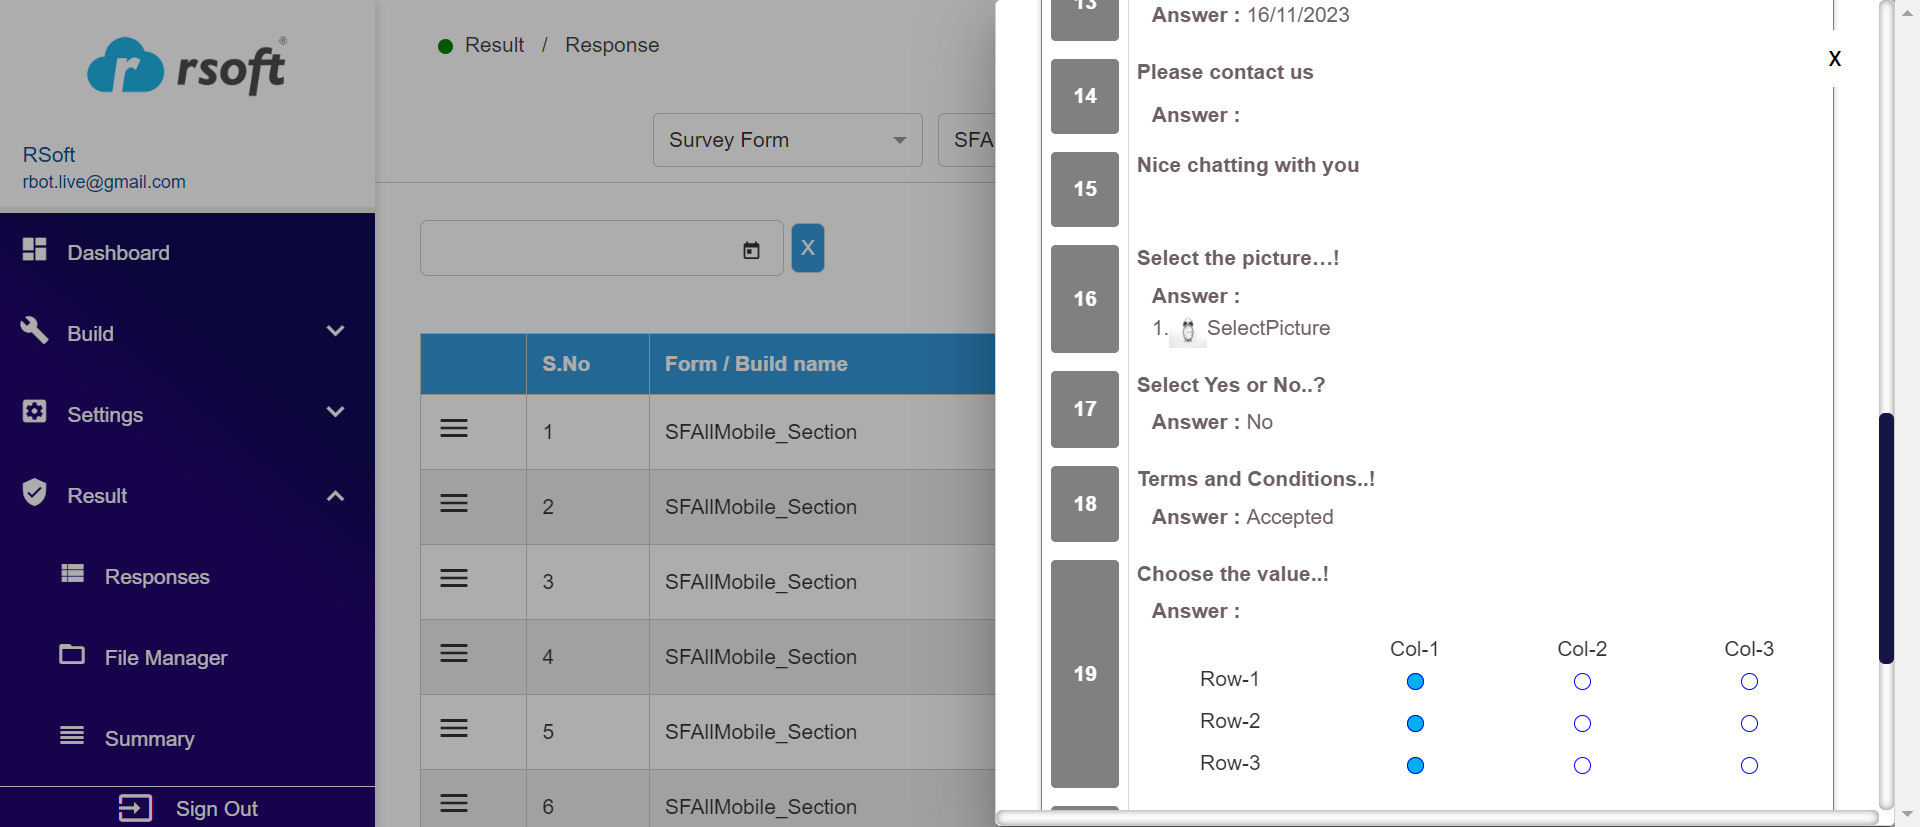 rsoft®
RSoft
rbot.live@gmail.com
Dashboard
Build
Settings
Result
Responses
File Manager
Summary
Sign Out
Result / Response
Survey Form
SFA
X
S.No Form / Build name
1 SFAllMobile_Section
2 SFAllMobile_Section
3 SFAllMobile_Section
4 SFAllMobile_Section
5 SFAllMobile_Section
6 SFAllMobile_Section
X
13
Answer : 16/11/2023
14
Please contact us
Answer :
15
Nice chatting with you
16
Select the picture...!
Answer :
1. SelectPicture
17
Select Yes or No..?
Answer : No
18
Terms and Conditions..!
Answer : Accepted
19
Choose the value..!
Answer :
Col-1 Col-2 Col-3
Row-1
Row-2
Row-3